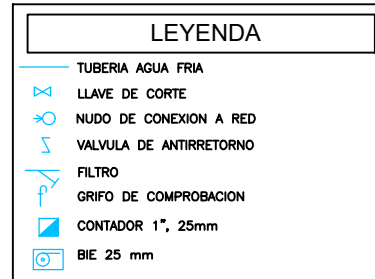 LEYENDA
TUBERIA AGUA FRIA
LLAVE DE CORTE
NUDO DE CONEXION A RED
VALVULA DE ANTIRRETORNO
FILTRO
GRIFO DE COMPROBACION
CONTADOR 1", 25mm
BIE 25 mm